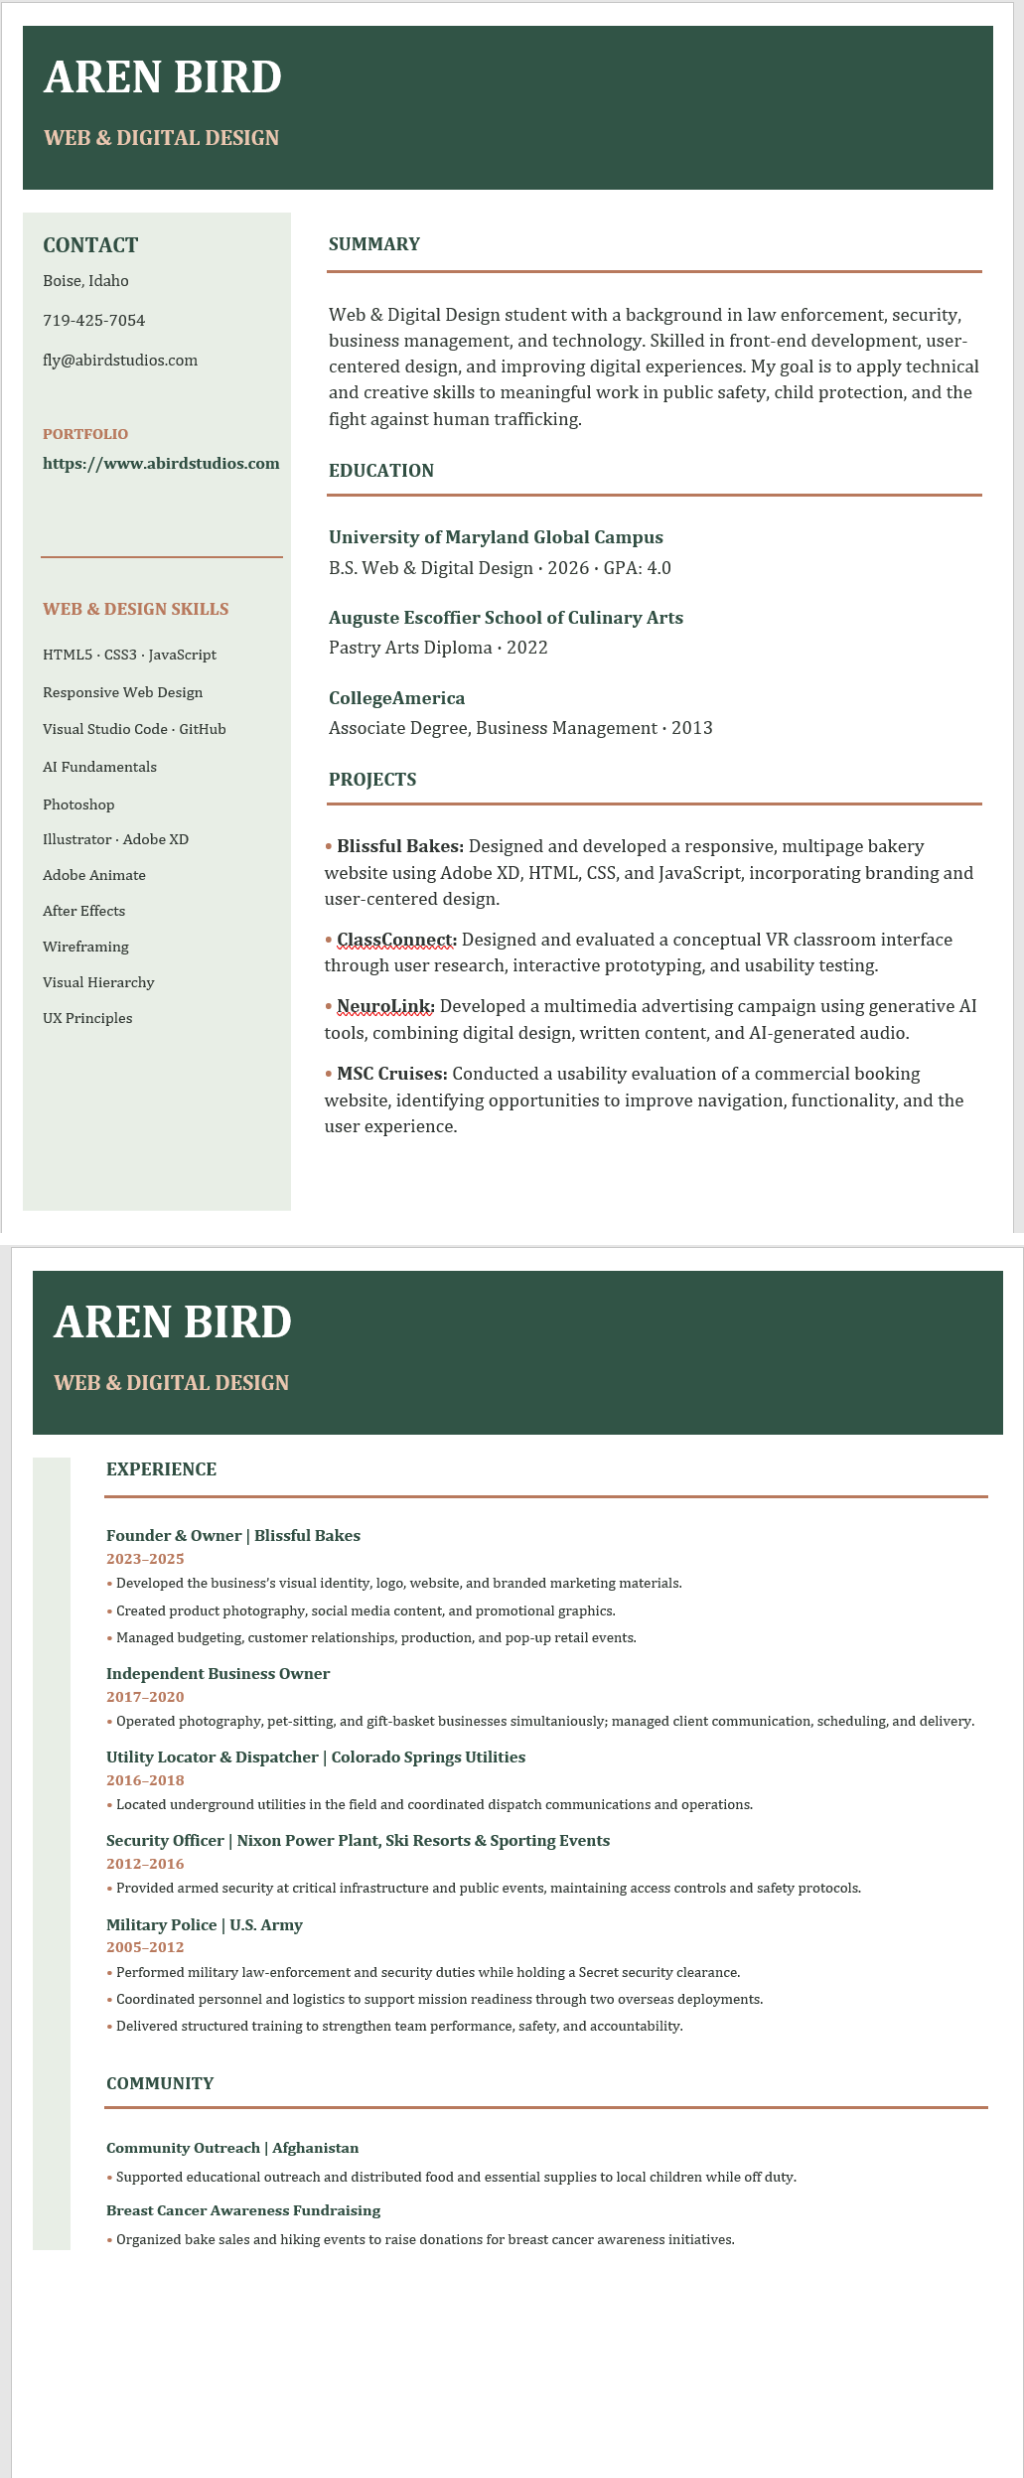 AREN BIRD
WEB & DIGITAL DESIGN
CONTACT
Boise, Idaho
719-425-7054
fly@abirdstudios.com
PORTFOLIO
https://www.abirdstudios.com
WEB & DESIGN SKILLS
HTML5 · CSS3 · JavaScript
Responsive Web Design
Visual Studio Code · GitHub
AI Fundamentals
Photoshop
Illustrator · Adobe XD
Adobe Animate
After Effects
Wireframing
Visual Hierarchy
UX Principles
SUMMARY
Web & Digital Design student with a background in law enforcement, security,
business management, and technology. Skilled in front-end development, user-
centered design, and improving digital experiences. My goal is to apply technical
and creative skills to meaningful work in public safety, child protection, and the
fight against human trafficking.
EDUCATION
University of Maryland Global Campus
B.S. Web & Digital Design · 2026 · GPA: 4.0
Auguste Escoffier School of Culinary Arts
Pastry Arts Diploma · 2022
CollegeAmerica
Associate Degree, Business Management · 2013
PROJECTS
• Blissful Bakes: Designed and developed a responsive, multipage bakery
website using Adobe XD, HTML, CSS, and JavaScript, incorporating branding and
user-centered design.
• ClassConnect: Designed and evaluated a conceptual VR classroom interface
through user research, interactive prototyping, and usability testing.
• NeuroLink: Developed a multimedia advertising campaign using generative AI
tools, combining digital design, written content, and AI-generated audio.
• MSC Cruises: Conducted a usability evaluation of a commercial booking
website, identifying opportunities to improve navigation, functionality, and the
user experience.
AREN BIRD
WEB & DIGITAL DESIGN
EXPERIENCE
Founder & Owner | Blissful Bakes
2023–2025
• Developed the business's visual identity, logo, website, and branded marketing materials.
• Created product photography, social media content, and promotional graphics.
• Managed budgeting, customer relationships, production, and pop-up retail events.
Independent Business Owner
2017–2020
• Operated photography, pet-sitting, and gift-basket businesses simultaniously; managed client communication, scheduling, and delivery.
Utility Locator & Dispatcher | Colorado Springs Utilities
2016–2018
• Located underground utilities in the field and coordinated dispatch communications and operations.
Security Officer | Nixon Power Plant, Ski Resorts & Sporting Events
2012–2016
• Provided armed security at critical infrastructure and public events, maintaining access controls and safety protocols.
Military Police | U.S. Army
2005–2012
• Performed military law-enforcement and security duties while holding a Secret security clearance.
• Coordinated personnel and logistics to support mission readiness through two overseas deployments.
• Delivered structured training to strengthen team performance, safety, and accountability.
COMMUNITY
Community Outreach | Afghanistan
• Supported educational outreach and distributed food and essential supplies to local children while off duty.
Breast Cancer Awareness Fundraising
• Organized bake sales and hiking events to raise donations for breast cancer awareness initiatives.